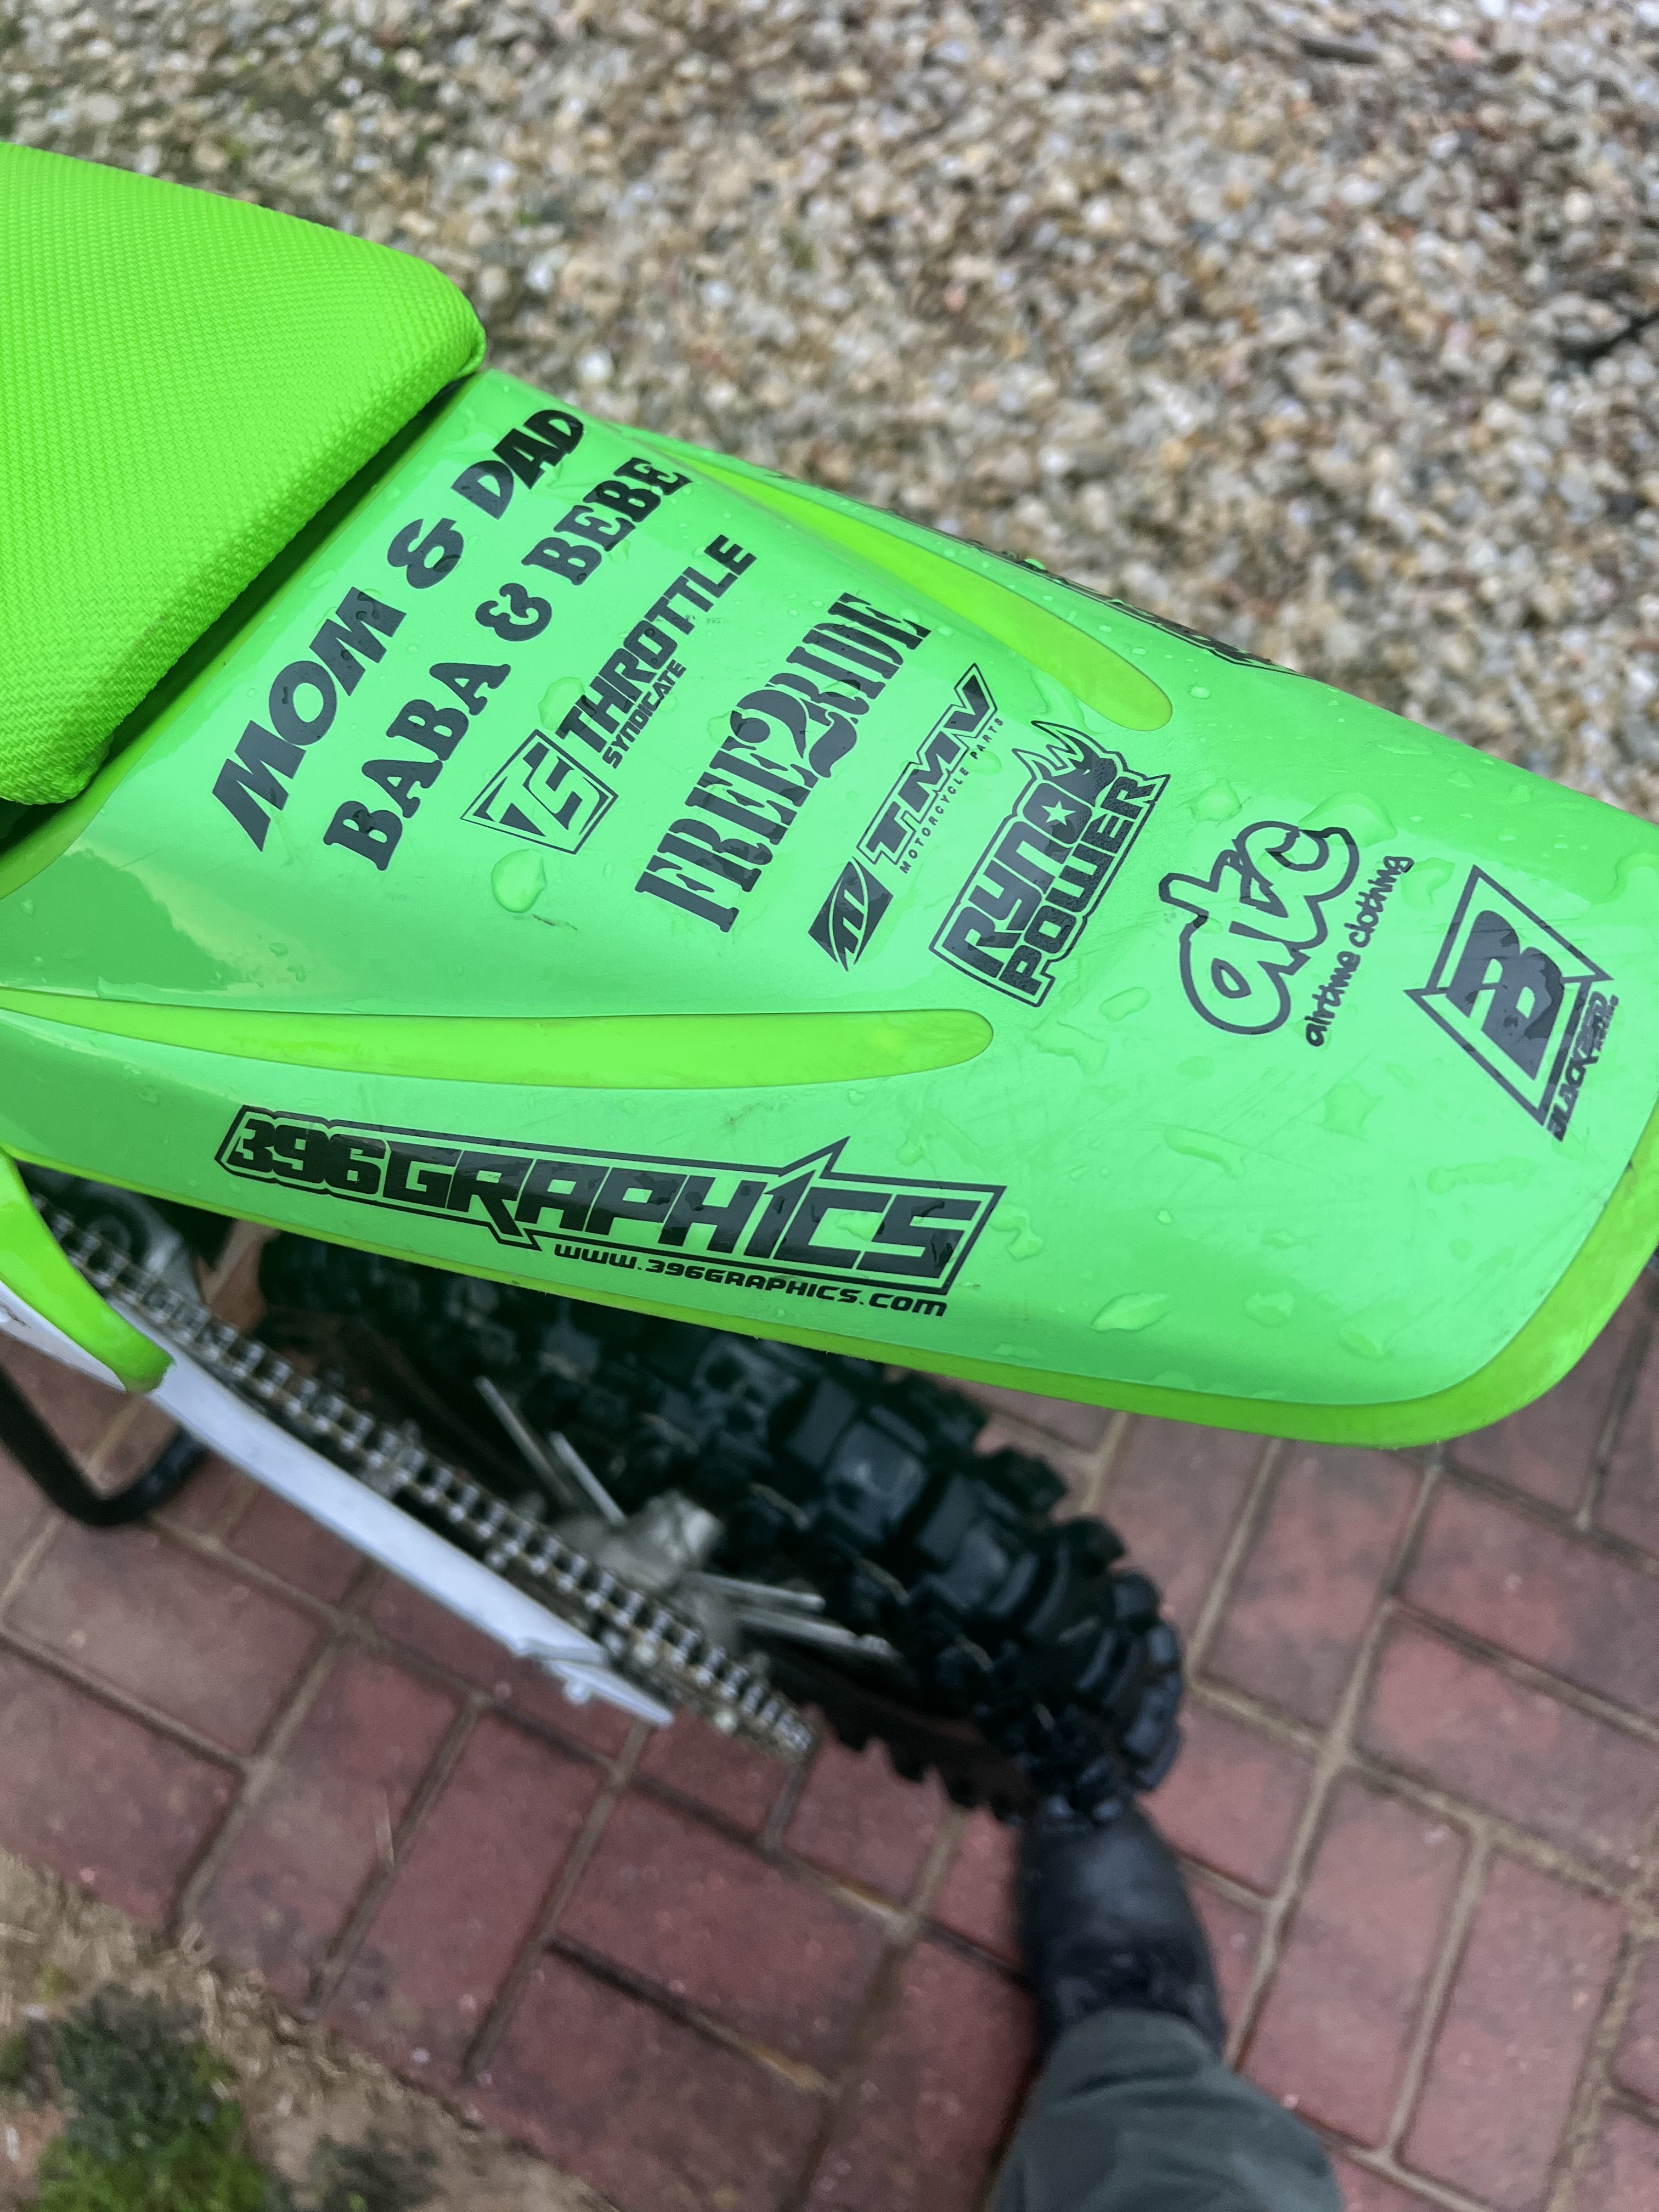 MOM & DAD
BABA & BEBE
TS THROTTLE
SYNDICATE
FREE2RIDE
TMV
MOTORCYCLE PARTS
RYNO
POWER
atc
airtime clothing
B
396GRAPHICS
www.396GRAPHICS.com